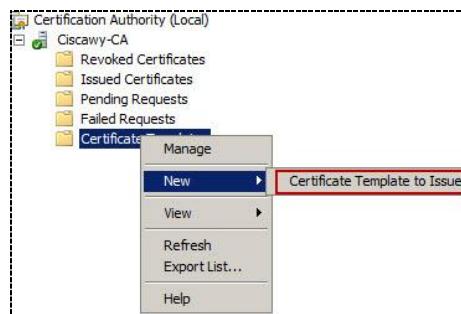 Certification Authority (Local)
Ciscawy-CA
Revoked Certificates
Issued Certificates
Pending Requests
Failed Requests
Certificate
Manage
New
Certificate Template to Issue
View
Refresh
Export List...
Help